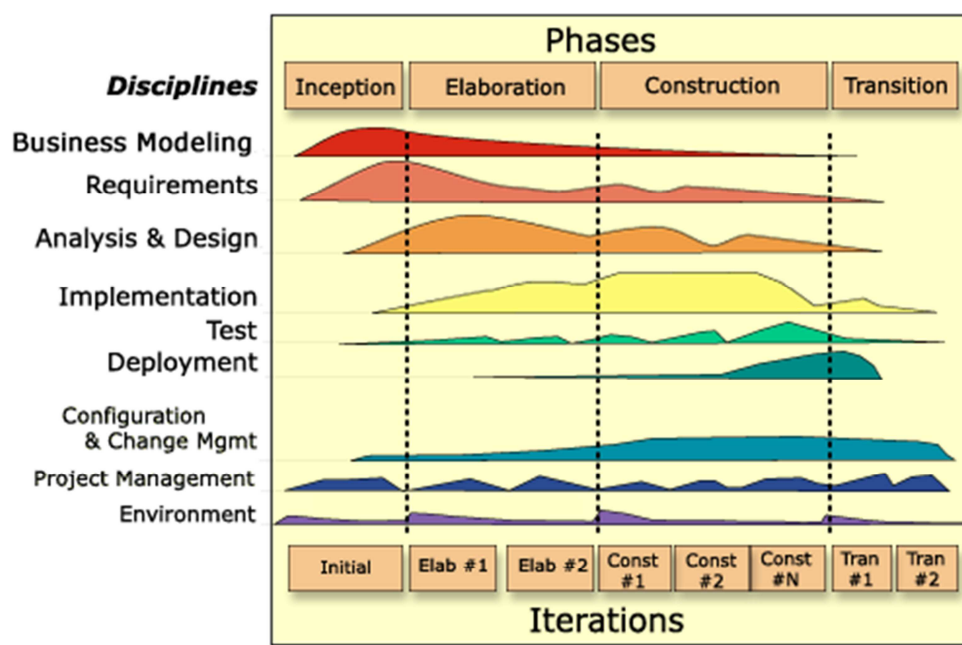 Phases
Disciplines
Inception
Elaboration
Construction
Transition
Business Modeling
Requirements
Analysis & Design
Implementation
Test
Deployment
Configuration
& Change Mgmt
Project Management
Environment
Initial
Elab #1
Elab #2
Const
#1
Const
#2
Const
#N
Tran
#1
Tran
#2
Iterations